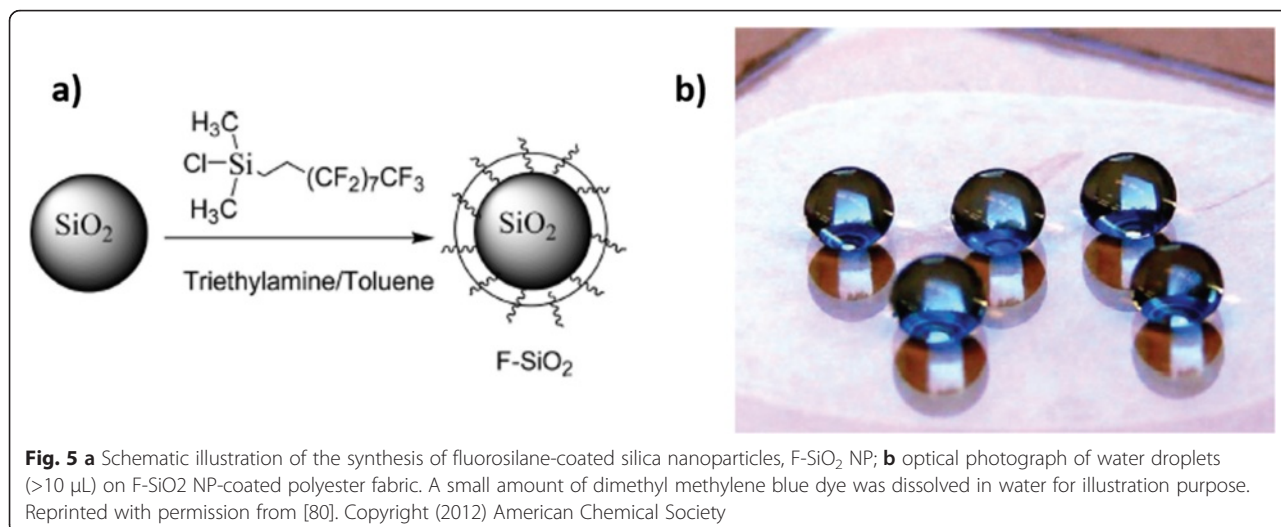 a)
H₃C
Cl—Si
(CF₂)₇CF₃
H₃C
SiO₂
Triethylamine/Toluene
SiO₂
F-SiO₂
b)
Fig. 5 a Schematic illustration of the synthesis of fluorosilane-coated silica nanoparticles, F-SiO₂ NP; b optical photograph of water droplets
(>10 μL) on F-SiO2 NP-coated polyester fabric. A small amount of dimethyl methylene blue dye was dissolved in water for illustration purpose.
Reprinted with permission from [80]. Copyright (2012) American Chemical Society